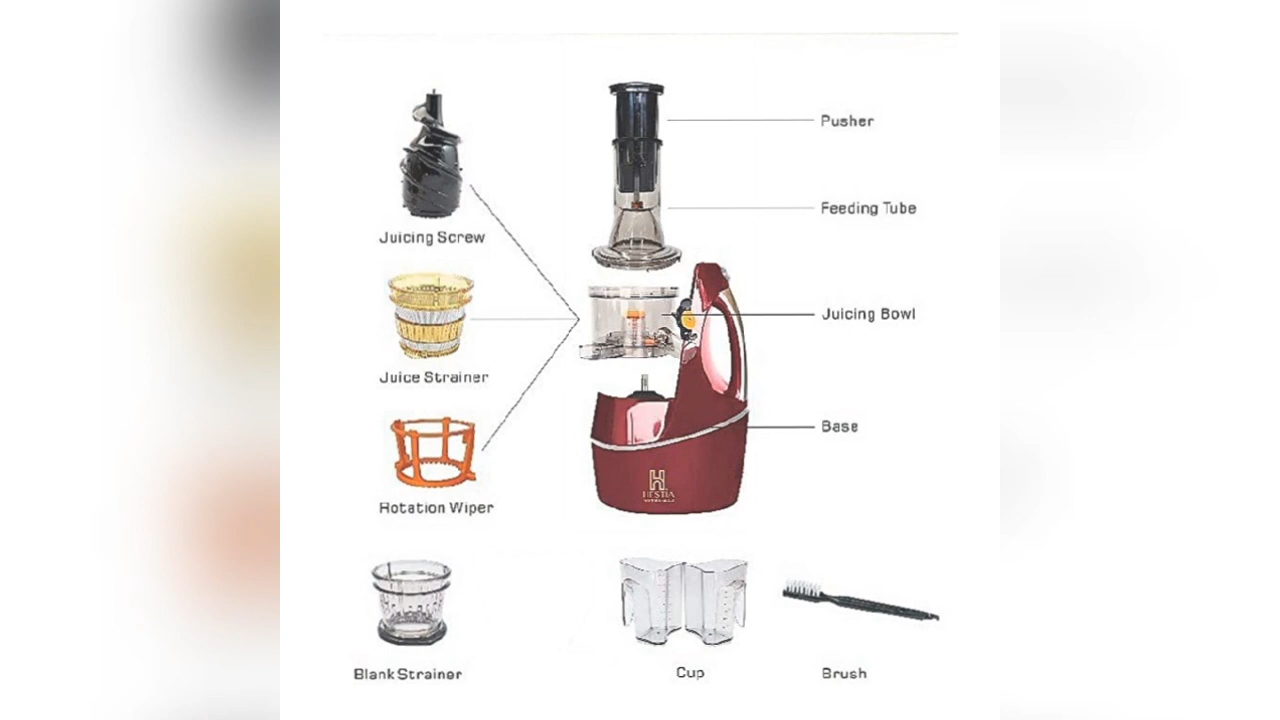 Pusher
Feeding Tube
Juicing Screw
Juicing Bowl
Juice Strainer
Base
HESTIA
Rotation Wiper
Blank Strainer
Cup
Brush